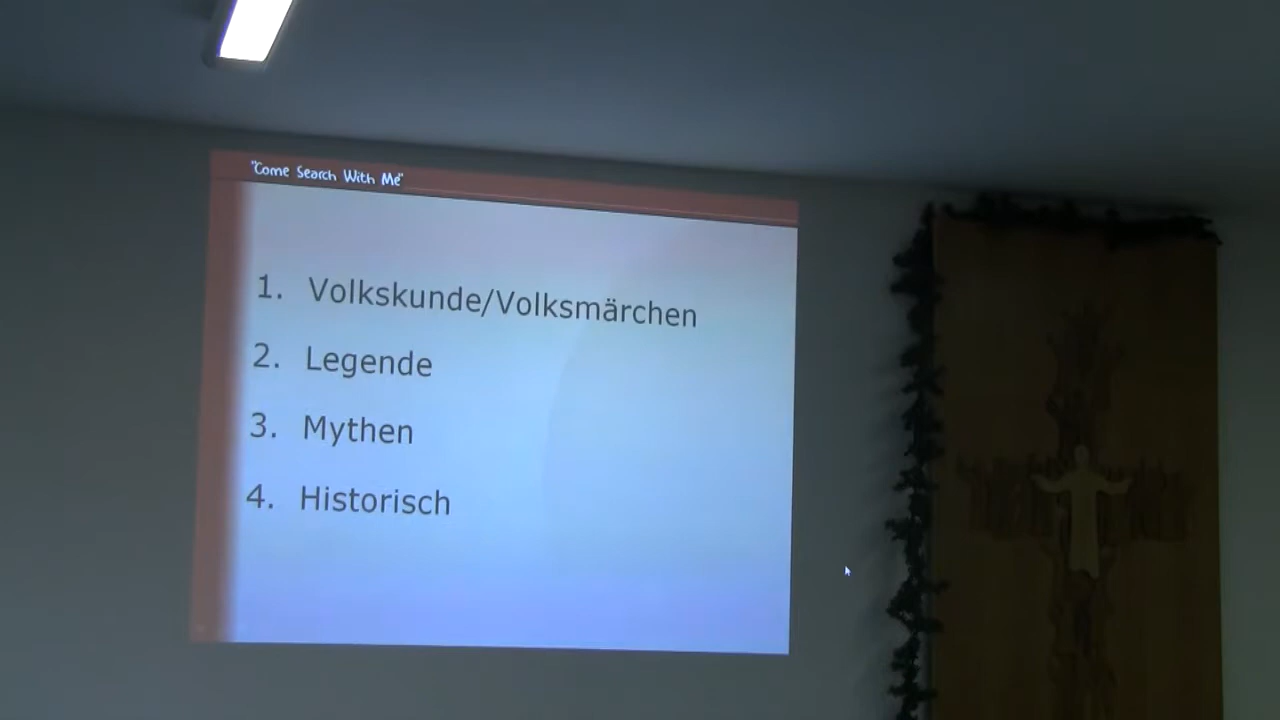 "Come Search With Me"
1. Volkskunde/Volksmärchen
2. Legende
3. Mythen
4. Historisch